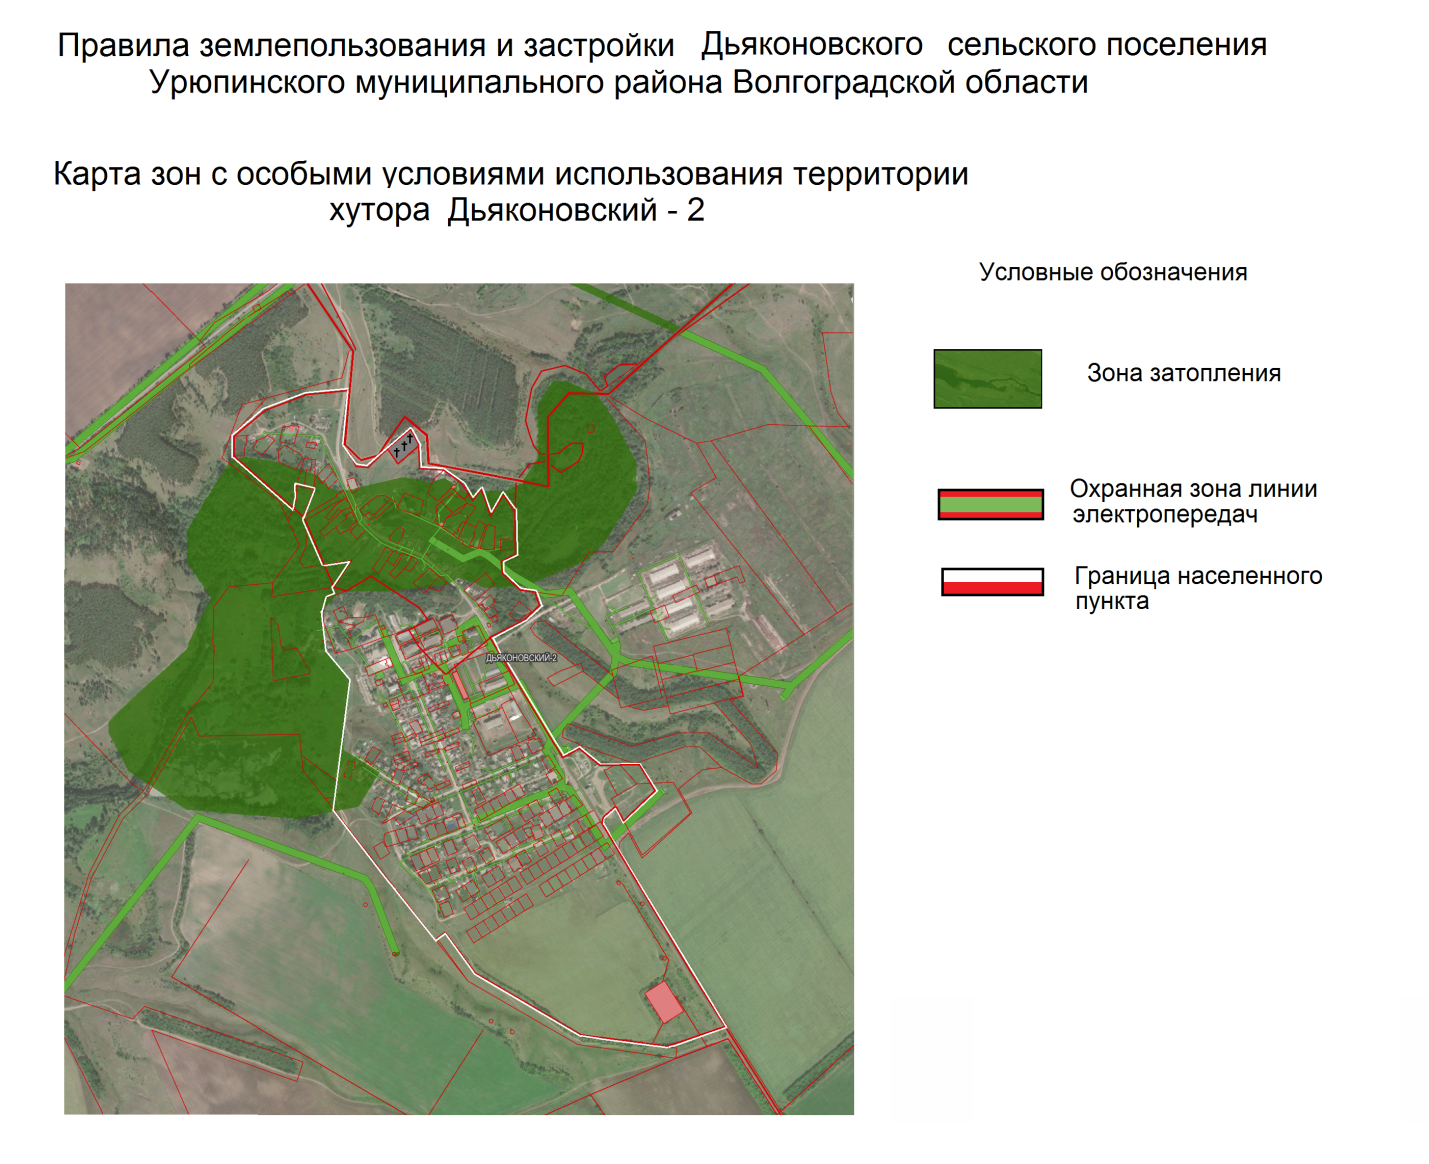 Правила землепользования и застройки Дьяконовского сельского поселения
Урюпинского муниципального района Волгоградской области
Карта зон с особыми условиями использования территории
хутора Дьяконовский - 2
Условные обозначения
Зона затопления
Охранная зона линии
электропередач
Граница населенного
пункта
ДЬЯКОНОВСКИЙ-2